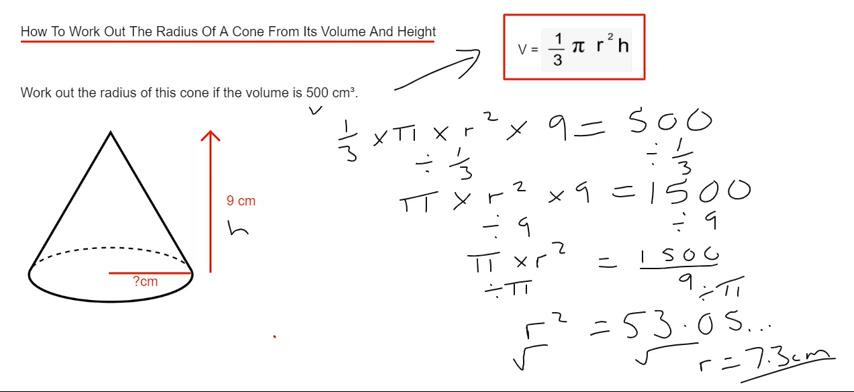 How To Work Out The Radius Of A Cone From Its Volume And Height
V = 1/3 π r² h
Work out the radius of this cone if the volume is 500 cm³.
v
1/3 × π × r² × 9 = 500
÷ 1/3 ÷ 1/3
π × r² × 9 = 1500
÷ 9 ÷ 9
π × r² = 1500/9
÷π ÷π
r² = 53.05...
√ √ r = 7.3cm
9 cm
h
?cm